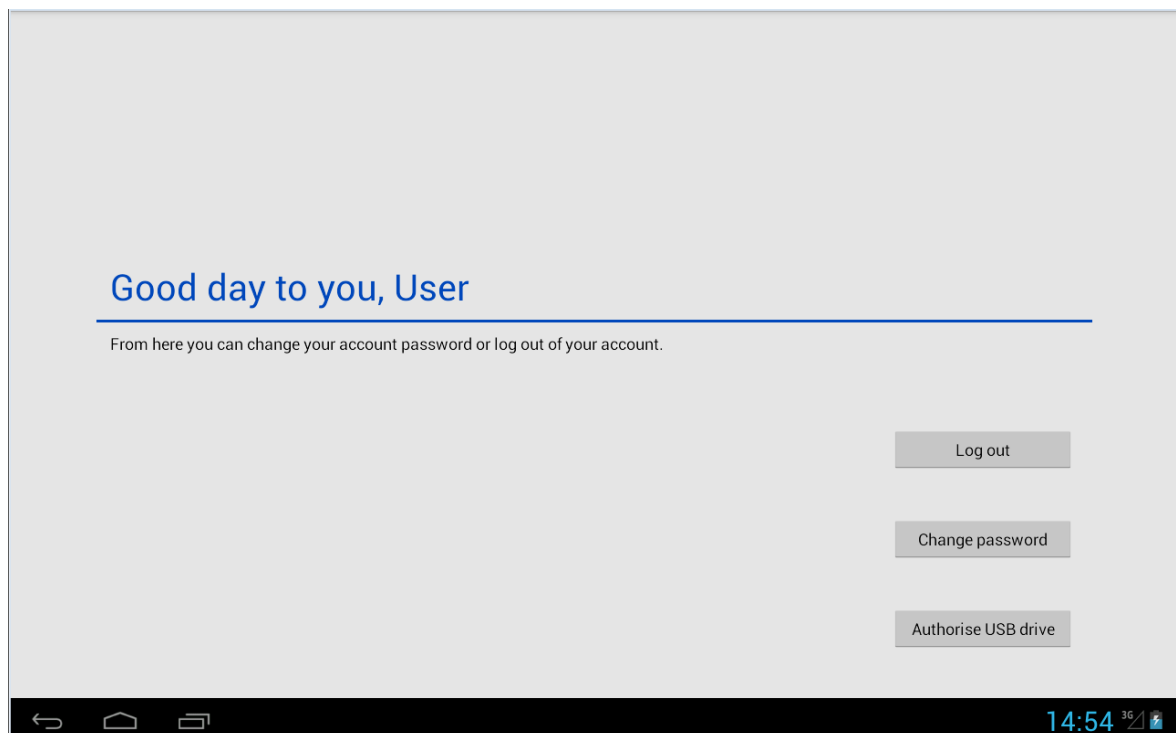 Good day to you, User
From here you can change your account password or log out of your account.
Log out
Change password
Authorise USB drive
14:54 3G